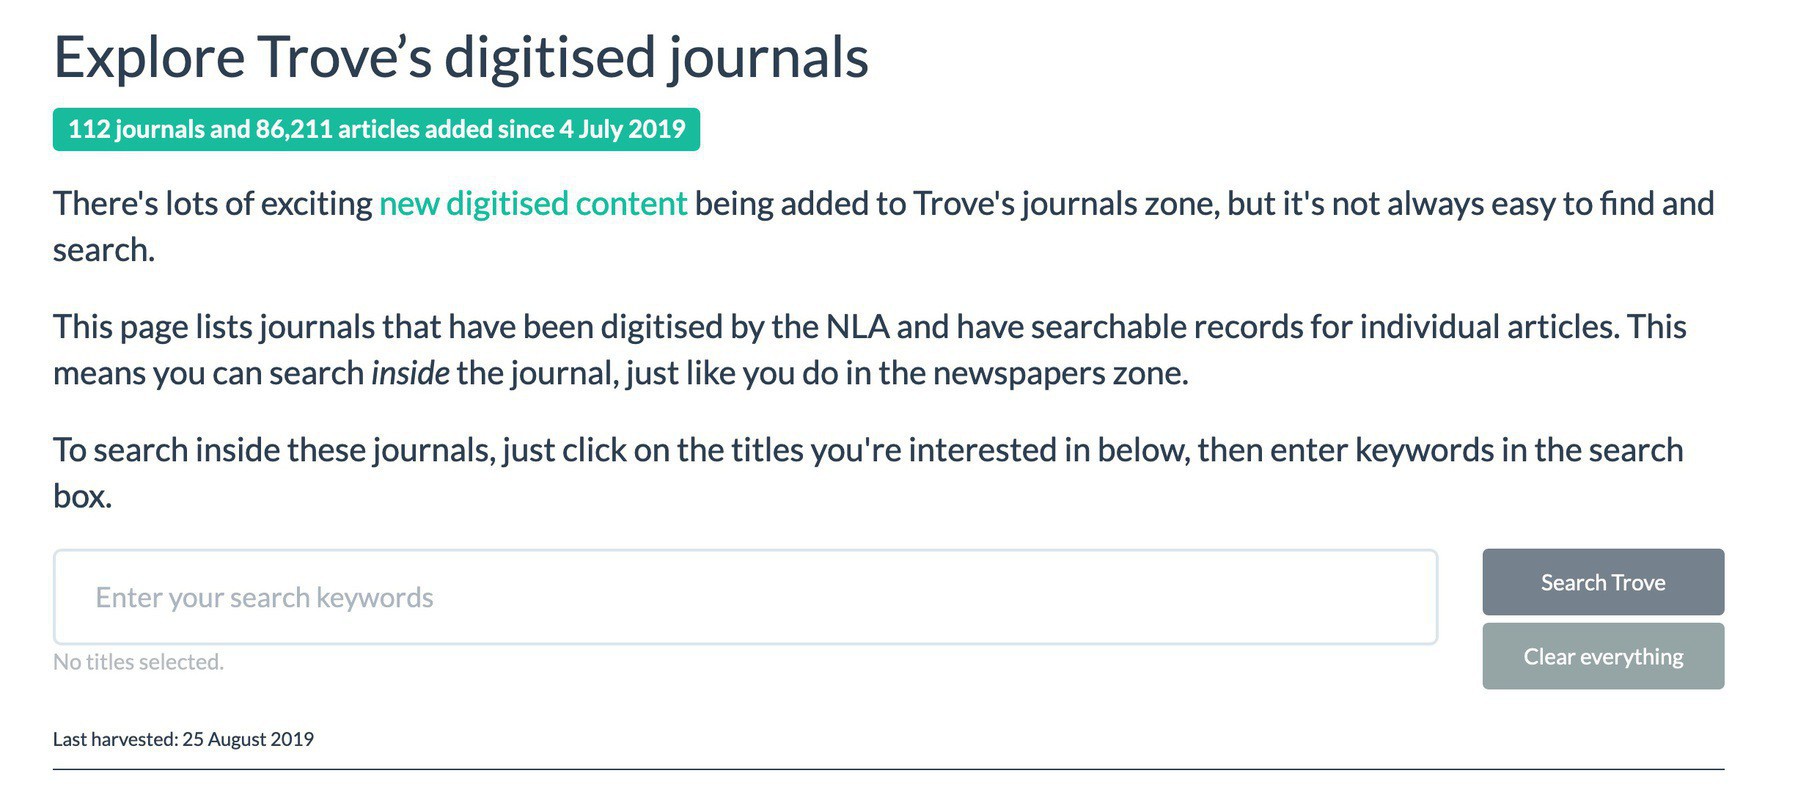 Explore Trove’s digitised journals
112 journals and 86,211 articles added since 4 July 2019
There's lots of exciting new digitised content being added to Trove's journals zone, but it's not always easy to find and
search.
This page lists journals that have been digitised by the NLA and have searchable records for individual articles. This
means you can search inside the journal, just like you do in the newspapers zone.
To search inside these journals, just click on the titles you're interested in below, then enter keywords in the search
box.
Enter your search keywords
Search Trove
No titles selected.
Clear everything
Last harvested: 25 August 2019